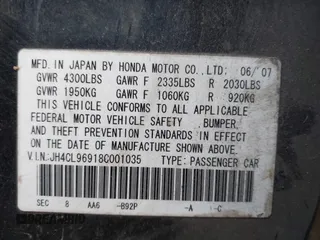 MFD. IN JAPAN BY HONDA MOTOR CO., LTD. 06/07
GVWR 4300LBS GAWR F 2335LBS R 2030LBS
GVWR 1950KG GAWR F 1060KG R 920KG
THIS VEHICLE CONFORMS TO ALL APPLICABLE
FEDERAL MOTOR VEHICLE SAFETY, BUMPER,
AND THEFT PREVENTION STANDARDS IN EFFECT
ON THE DATE OF MANUFACTURE SHOWN ABOVE.
V.I.N:JH4CL96918C001035 TYPE: PASSENGER CAR
SEC 8 AA6 -B92P -A -C